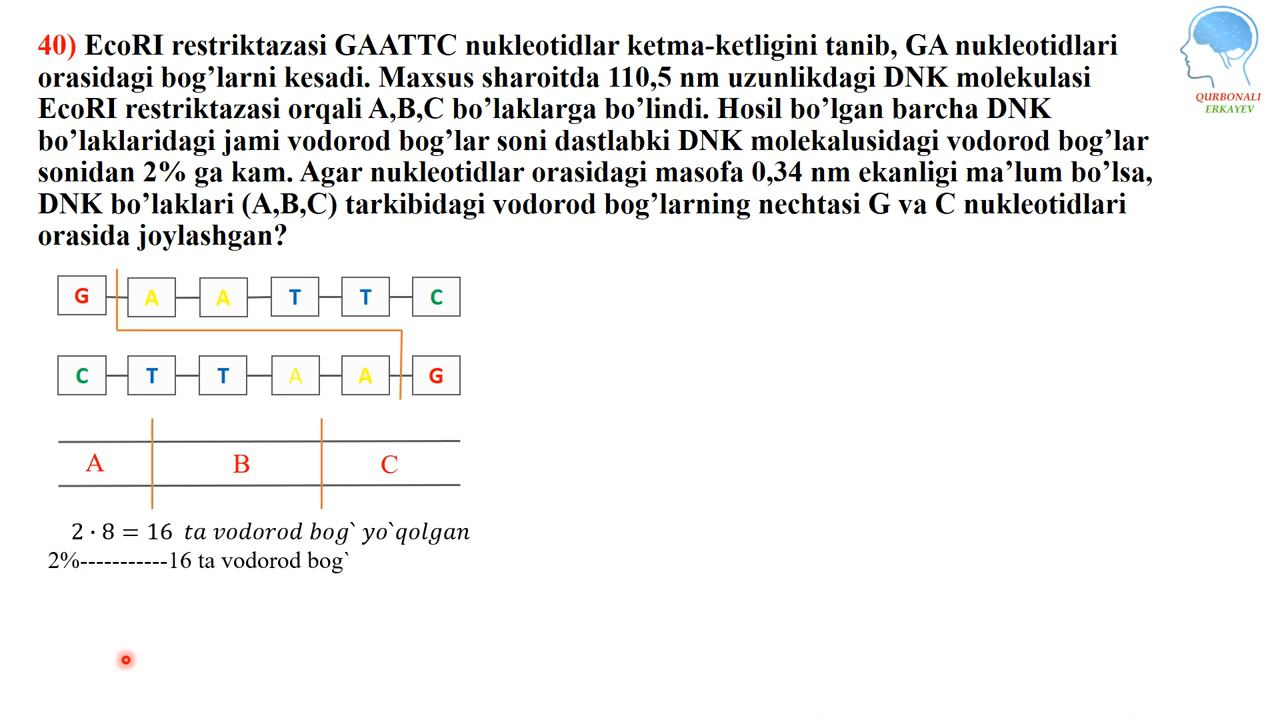 40) EcoRI restriktazasi GAATTC nukleotidlar ketma-ketligini tanib, GA nukleotidlari
orasidagi bog’larni kesadi. Maxsus sharoitda 110,5 nm uzunlikdagi DNK molekulasi
EcoRI restriktazasi orqali A,B,C bo’laklarga bo’lindi. Hosil bo’lgan barcha DNK
bo’laklaridagi jami vodorod bog’lar soni dastlabki DNK molekalusidagi vodorod bog’lar
sonidan 2% ga kam. Agar nukleotidlar orasidagi masofa 0,34 nm ekanligi ma’lum bo’lsa,
DNK bo’laklari (A,B,C) tarkibidagi vodorod bog’larning nechtasi G va C nukleotidlari
orasida joylashgan?
QURBONALI
ERKAYEV
G A A T T C
C T T A A G
A B C
2 · 8 = 16 ta vodorod bog` yo`qolgan
2%-----------16 ta vodorod bog`